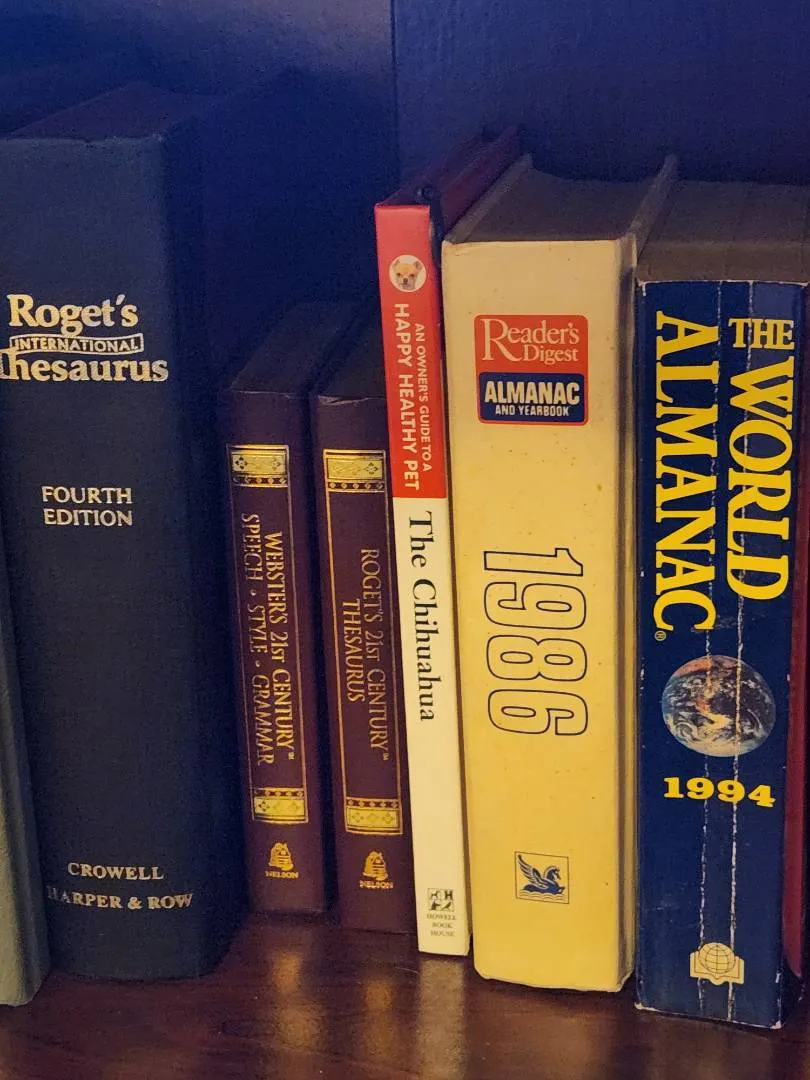 Roget's
INTERNATIONAL
Thesaurus
FOURTH
EDITION
CROWELL
HARPER & ROW
WEBSTER'S 21ST CENTURY™
SPEECH · STYLE · GRAMMAR
NELSON
ROGET'S 21ST CENTURY™
THESAURUS
NELSON
AN OWNER'S GUIDE TO A
HAPPY HEALTHY PET
The Chihuahua
HOWELL
BOOK
HOUSE
Reader's
Digest
ALMANAC
AND YEARBOOK
1986
THE WORLD
ALMANAC®
1994